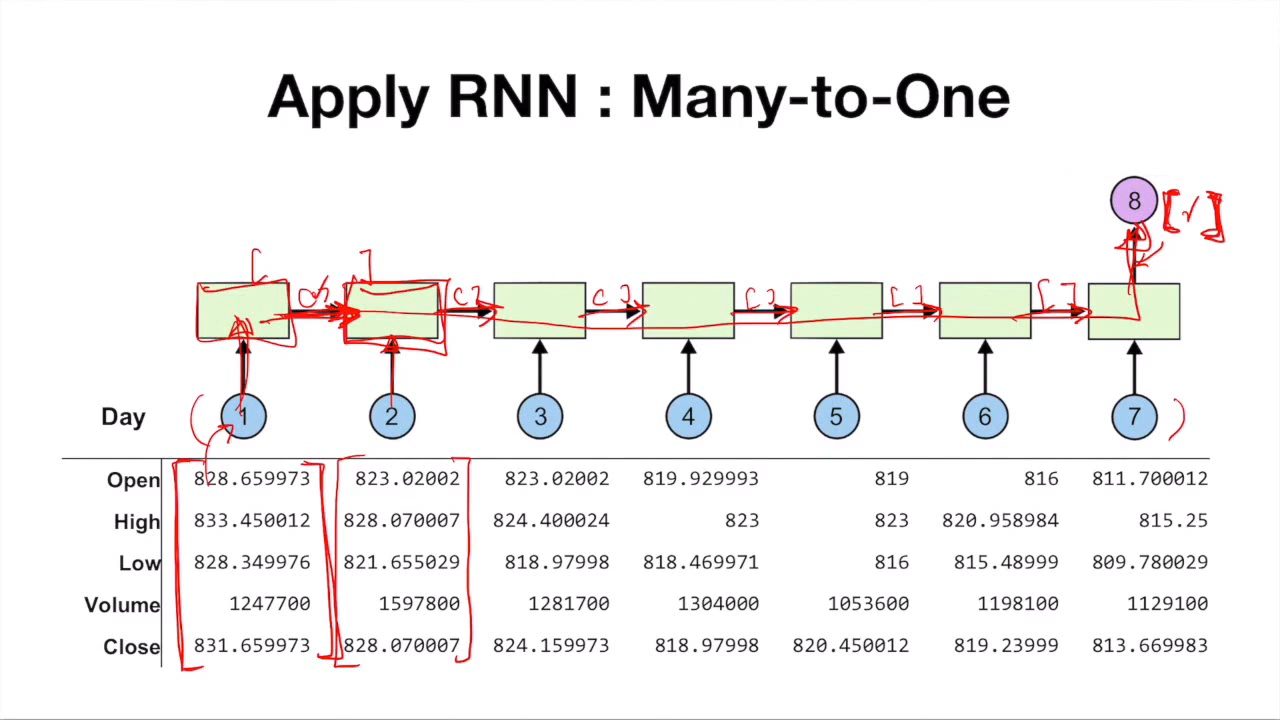 Apply RNN : Many-to-One
8 [✓]
Day 1 2 3 4 5 6 7
Open 828.659973 823.02002 823.02002 819.929993 819 816 811.700012
High 833.450012 828.070007 824.400024 823 823 820.958984 815.25
Low 828.349976 821.655029 818.97998 818.469971 816 815.48999 809.780029
Volume 1247700 1597800 1281700 1304000 1053600 1198100 1129100
Close 831.659973 828.070007 824.159973 818.97998 820.450012 819.23999 813.669983